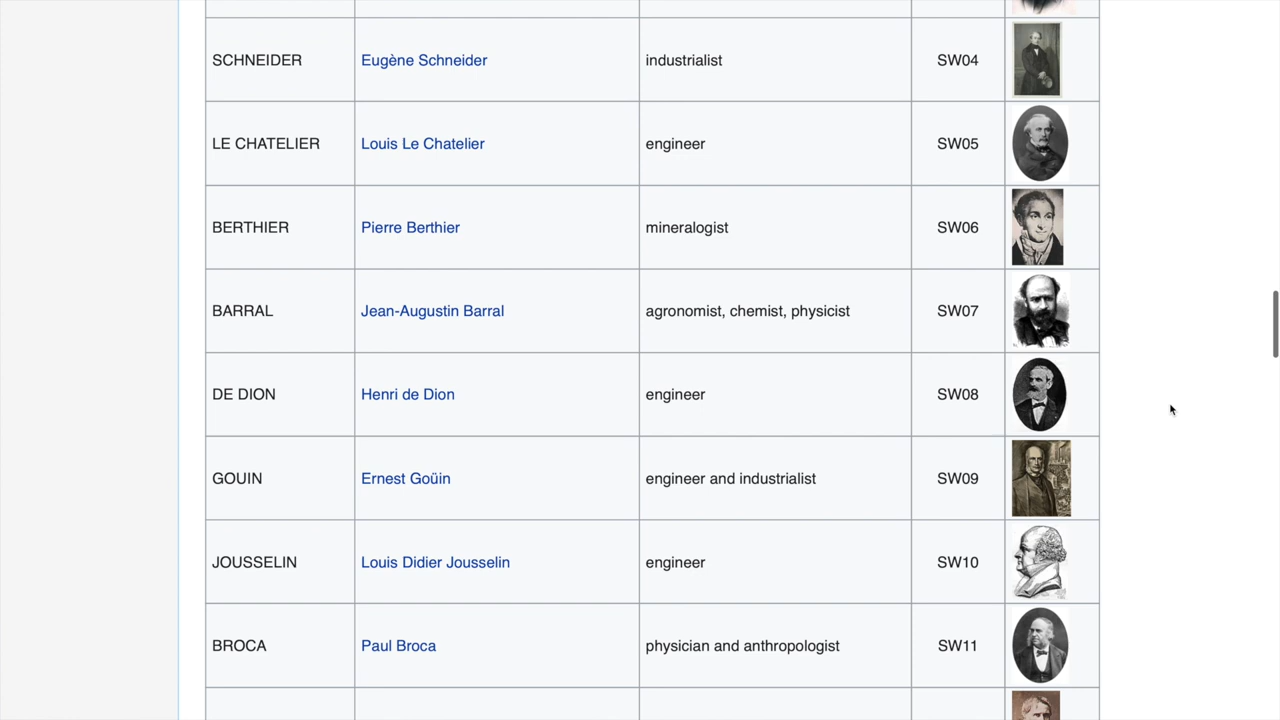 SCHNEIDER Eugène Schneider industrialist SW04
LE CHATELIER Louis Le Chatelier engineer SW05
BERTHIER Pierre Berthier mineralogist SW06
BARRAL Jean-Augustin Barral agronomist, chemist, physicist SW07
DE DION Henri de Dion engineer SW08
GOUIN Ernest Goüin engineer and industrialist SW09
JOUSSELIN Louis Didier Jousselin engineer SW10
BROCA Paul Broca physician and anthropologist SW11